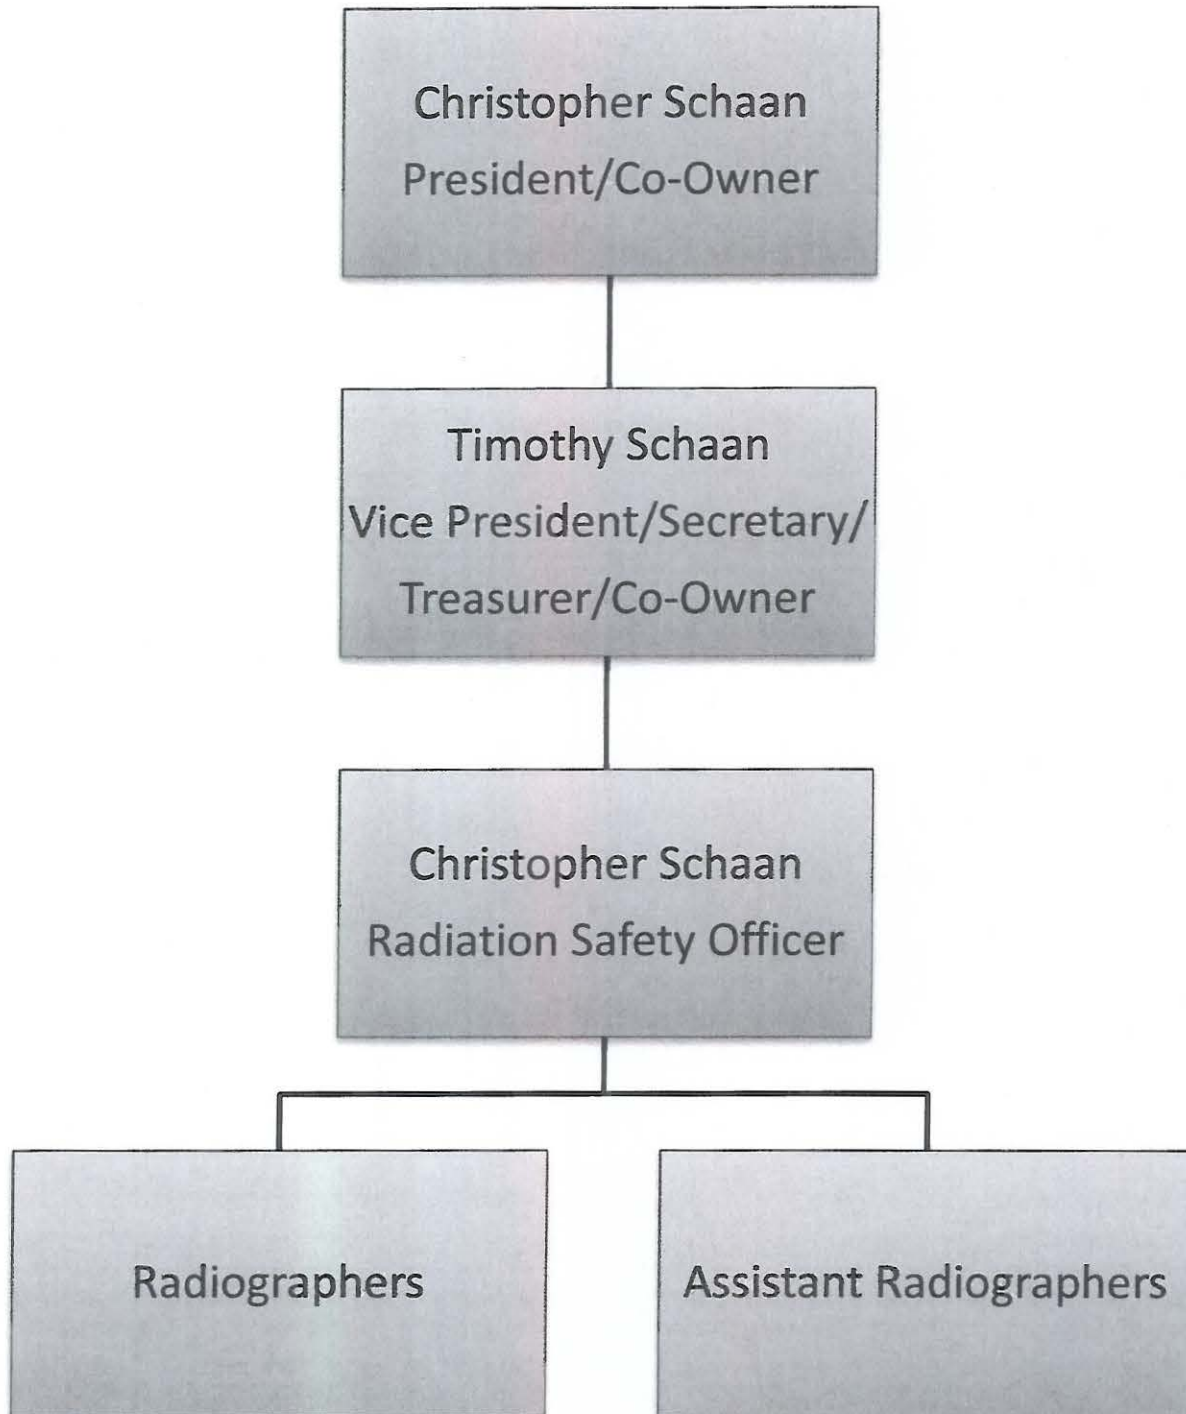 Christopher Schaan
President/Co-Owner
Timothy Schaan
Vice President/Secretary/
Treasurer/Co-Owner
Christopher Schaan
Radiation Safety Officer
Radiographers
Assistant Radiographers